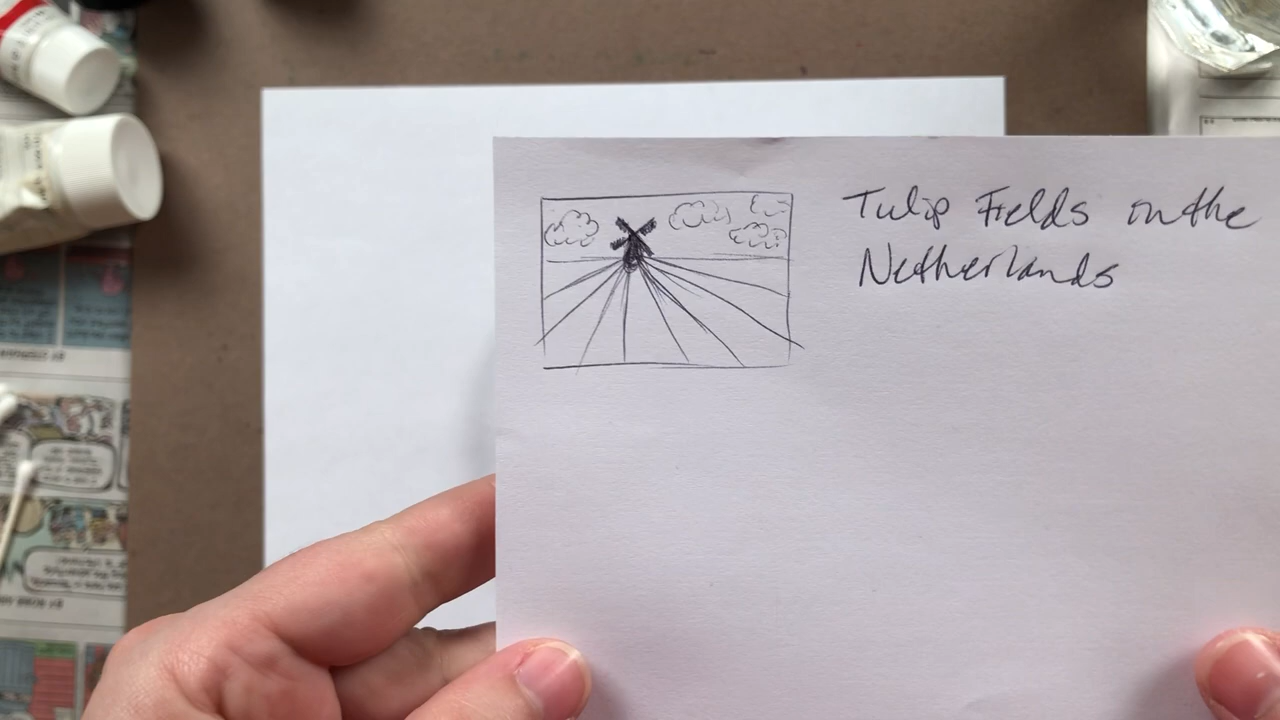 Tulip Fields in the
Netherlands